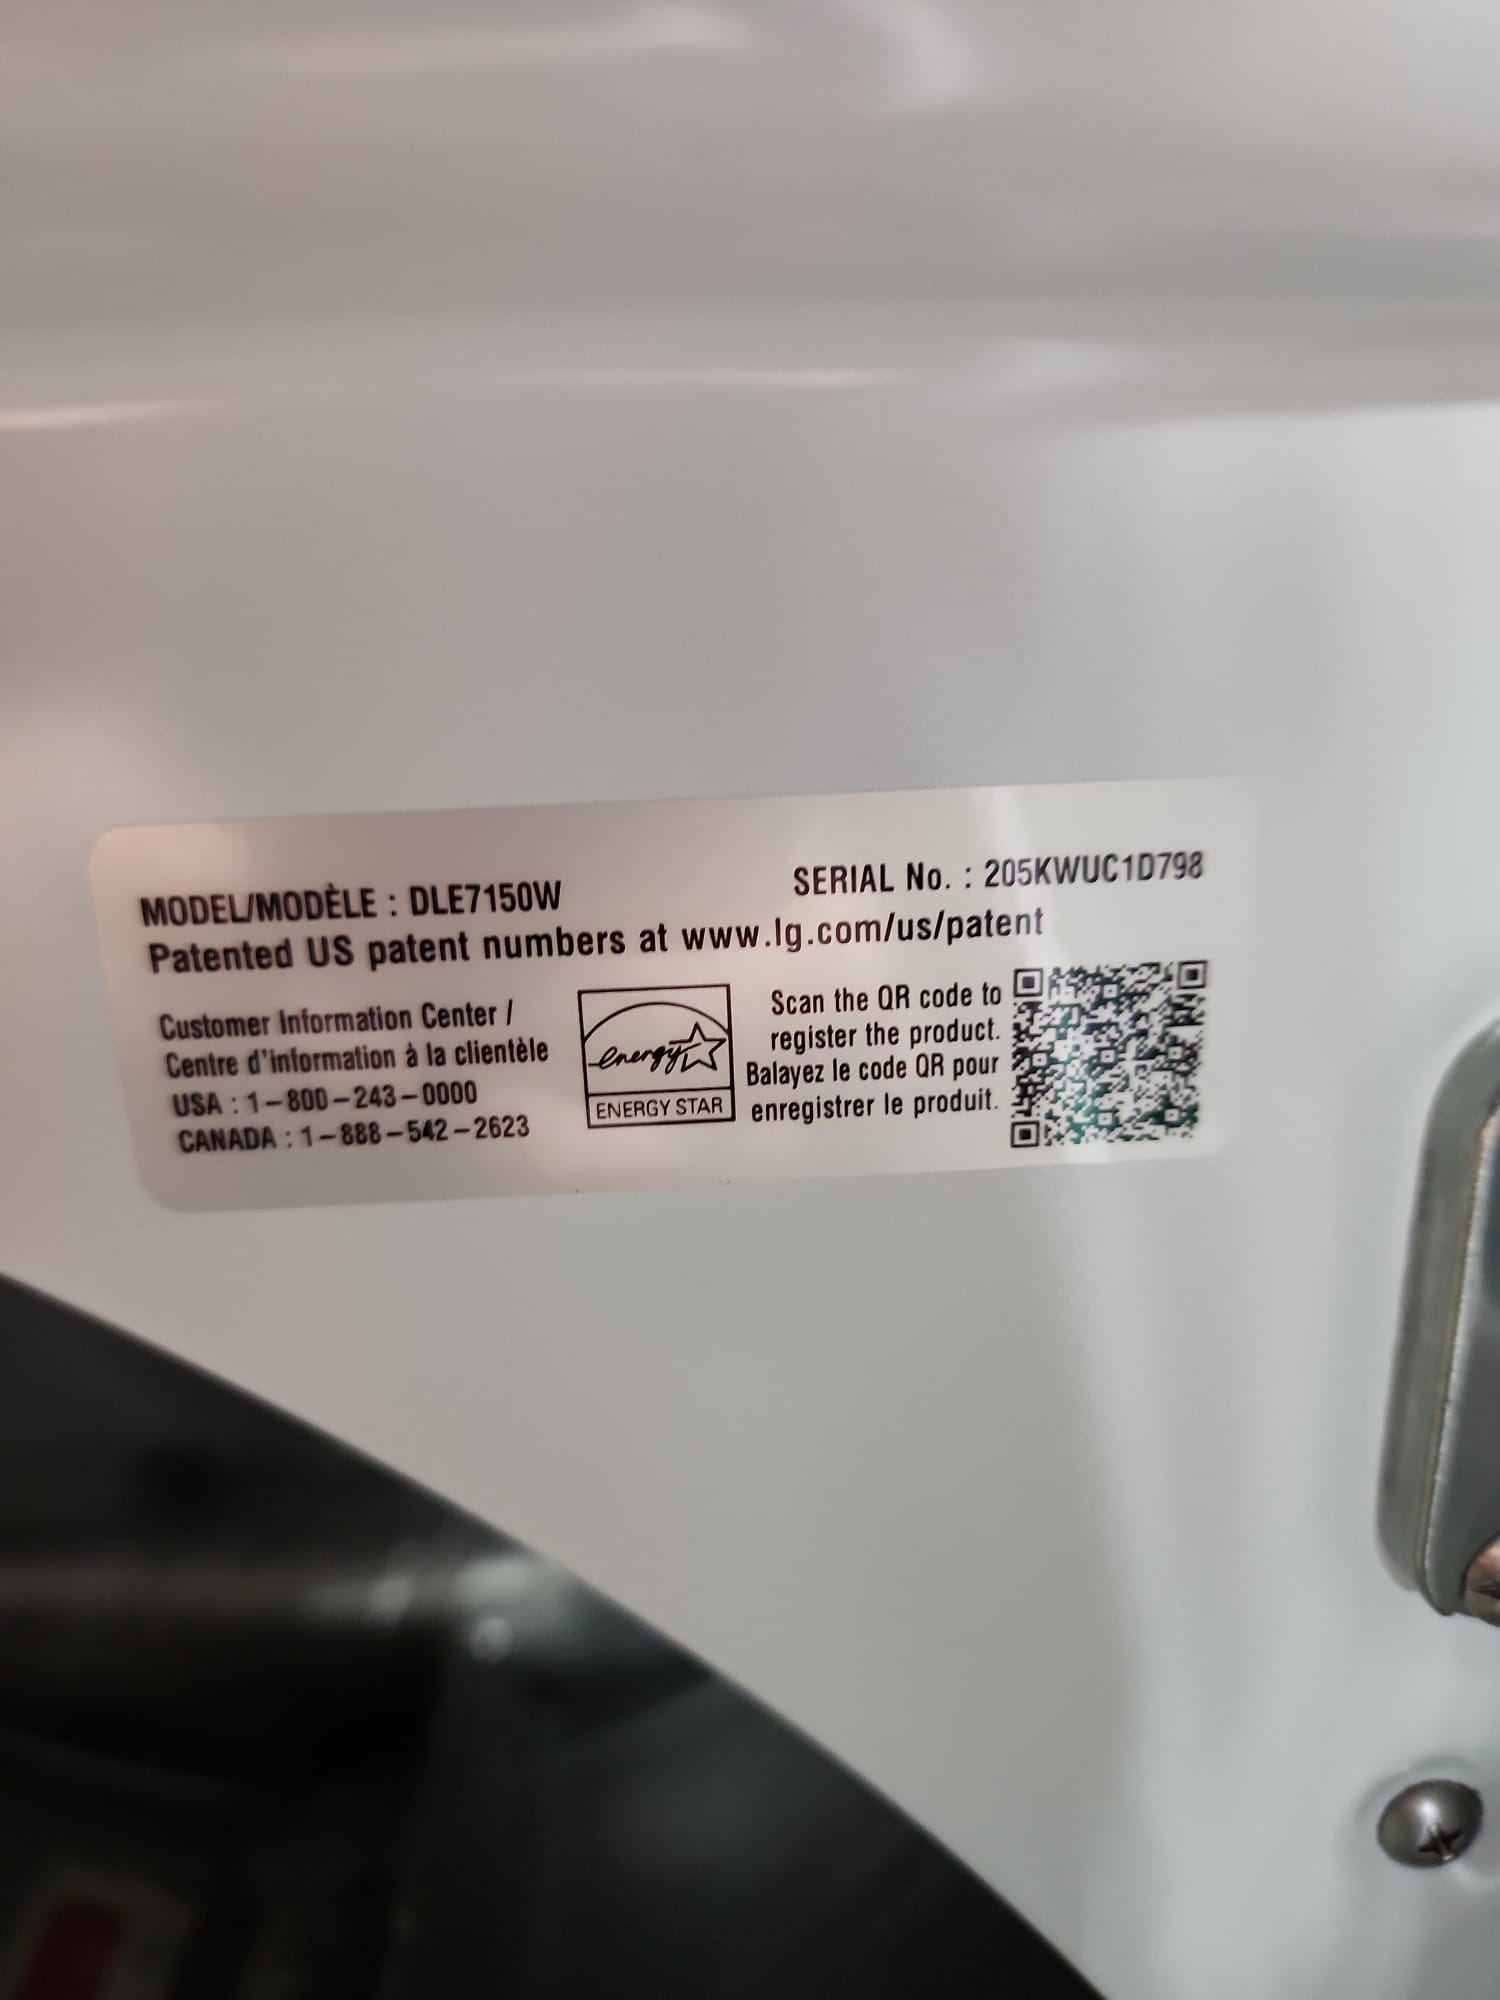 MODEL/MODÈLE : DLE7150W
SERIAL No. : 205KWUC1D798
Patented US patent numbers at www.lg.com/us/patent
Customer Information Center /
Centre d'information à la clientèle
USA : 1-800-243-0000
CANADA : 1-888-542-2623
energy
ENERGY STAR
Scan the QR code to
register the product.
Balayez le code QR pour
enregistrer le produit.